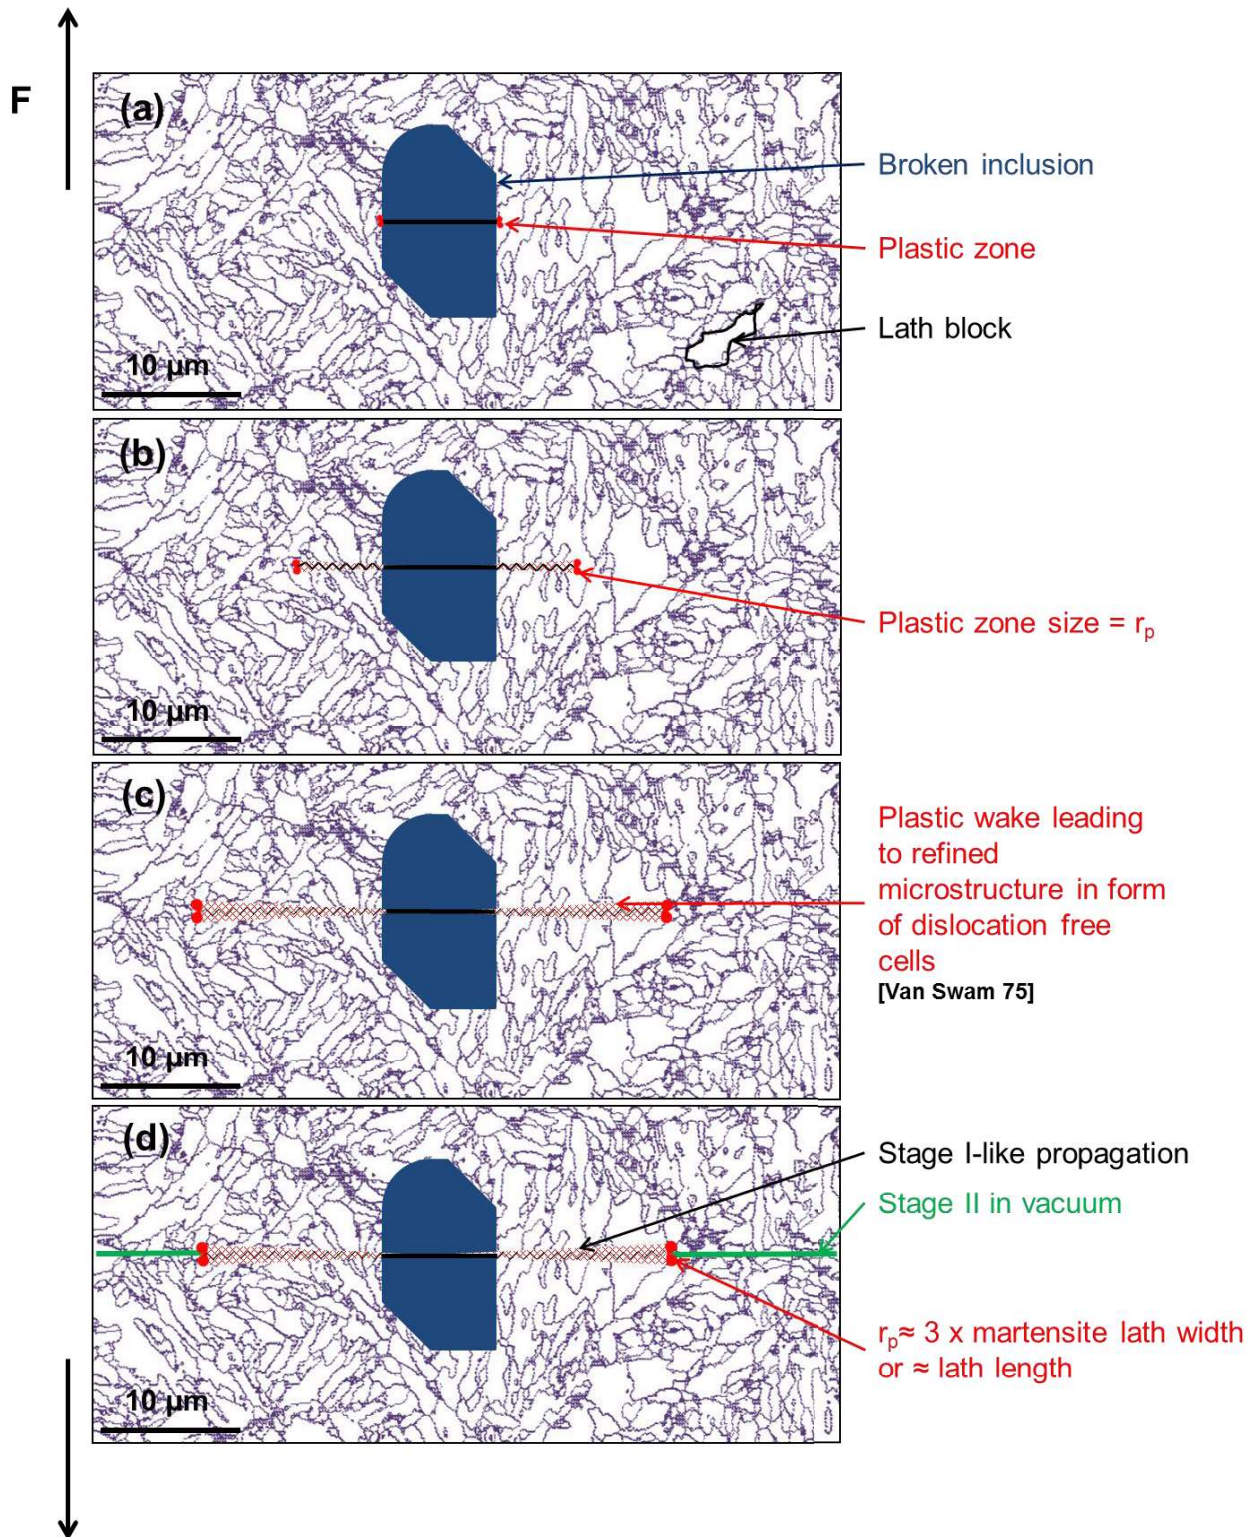 F
(a)
Broken inclusion
Plastic zone
Lath block
10 µm
(b)
Plastic zone size = rp
10 µm
(c)
Plastic wake leading
to refined
microstructure in form
of dislocation free
cells
[Van Swam 75]
10 µm
(d)
Stage I-like propagation
Stage II in vacuum
rp≈ 3 x martensite lath width
or ≈ lath length
10 µm